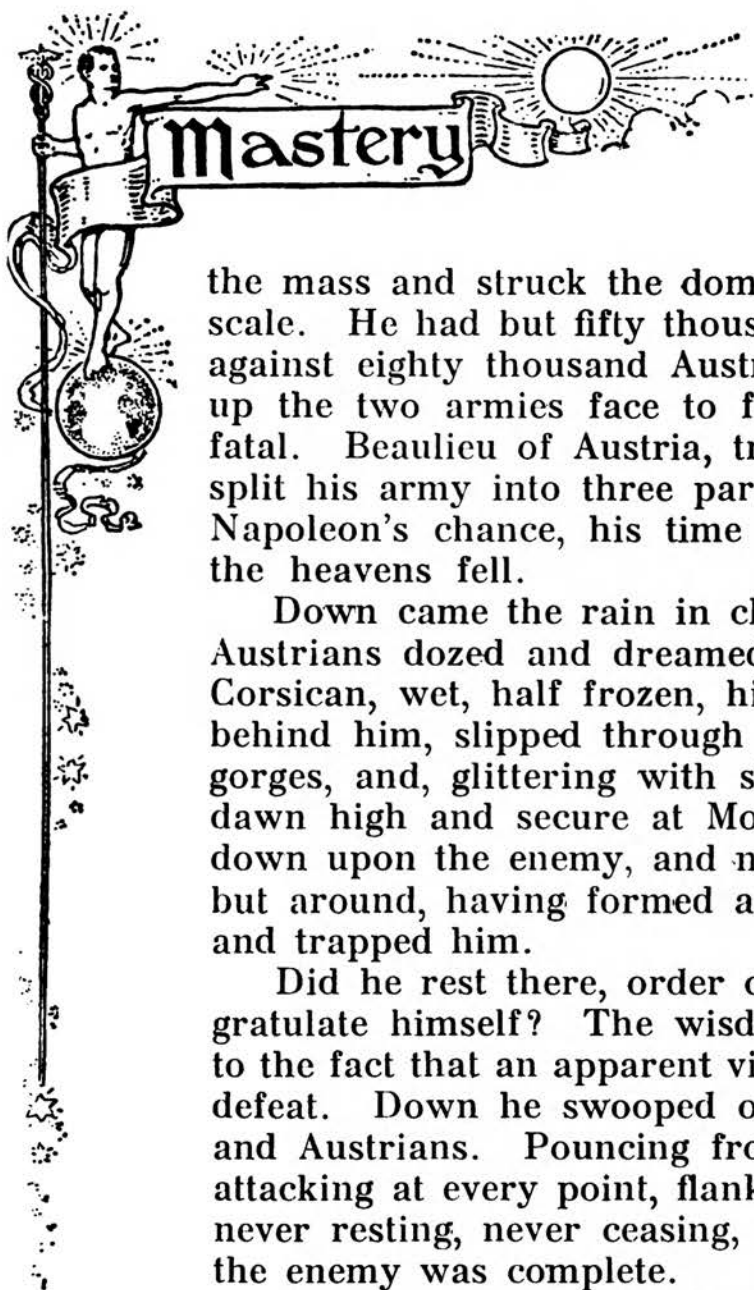 Mastery
the mass and struck the dom
scale. He had but fifty thous
against eighty thousand Austr
up the two armies face to f
fatal. Beaulieu of Austria, tr
split his army into three par
Napoleon's chance, his time
the heavens fell.
Down came the rain in cl
Austrians dozed and dreamed
Corsican, wet, half frozen, hi
behind him, slipped through
gorges, and, glittering with s
dawn high and secure at Mo
down upon the enemy, and n
but around, having formed a
and trapped him.
Did he rest there, order c
gratulate himself? The wisd
to the fact that an apparent vi
defeat. Down he swooped o
and Austrians. Pouncing fro
attacking at every point, flank
never resting, never ceasing,
the enemy was complete.